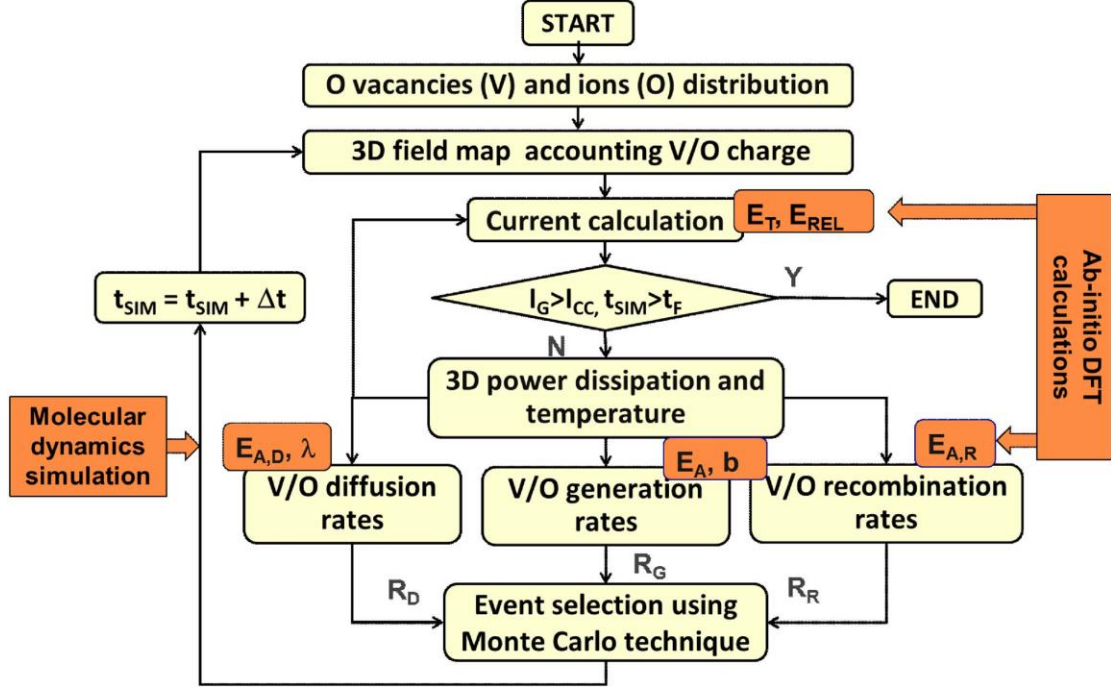 START
O vacancies (V) and ions (O) distribution
3D field map accounting V/O charge
Current calculation
E_T, E_REL
t_SIM = t_SIM + Δt
I_G>I_CC, t_SIM>t_F
Y
END
N
Ab-initio DFT
calculations
3D power dissipation and
temperature
Molecular
dynamics
simulation
E_A,D, λ
E_A, b
E_A,R
V/O diffusion
rates
V/O generation
rates
V/O recombination
rates
R_D
R_G
R_R
Event selection using
Monte Carlo technique